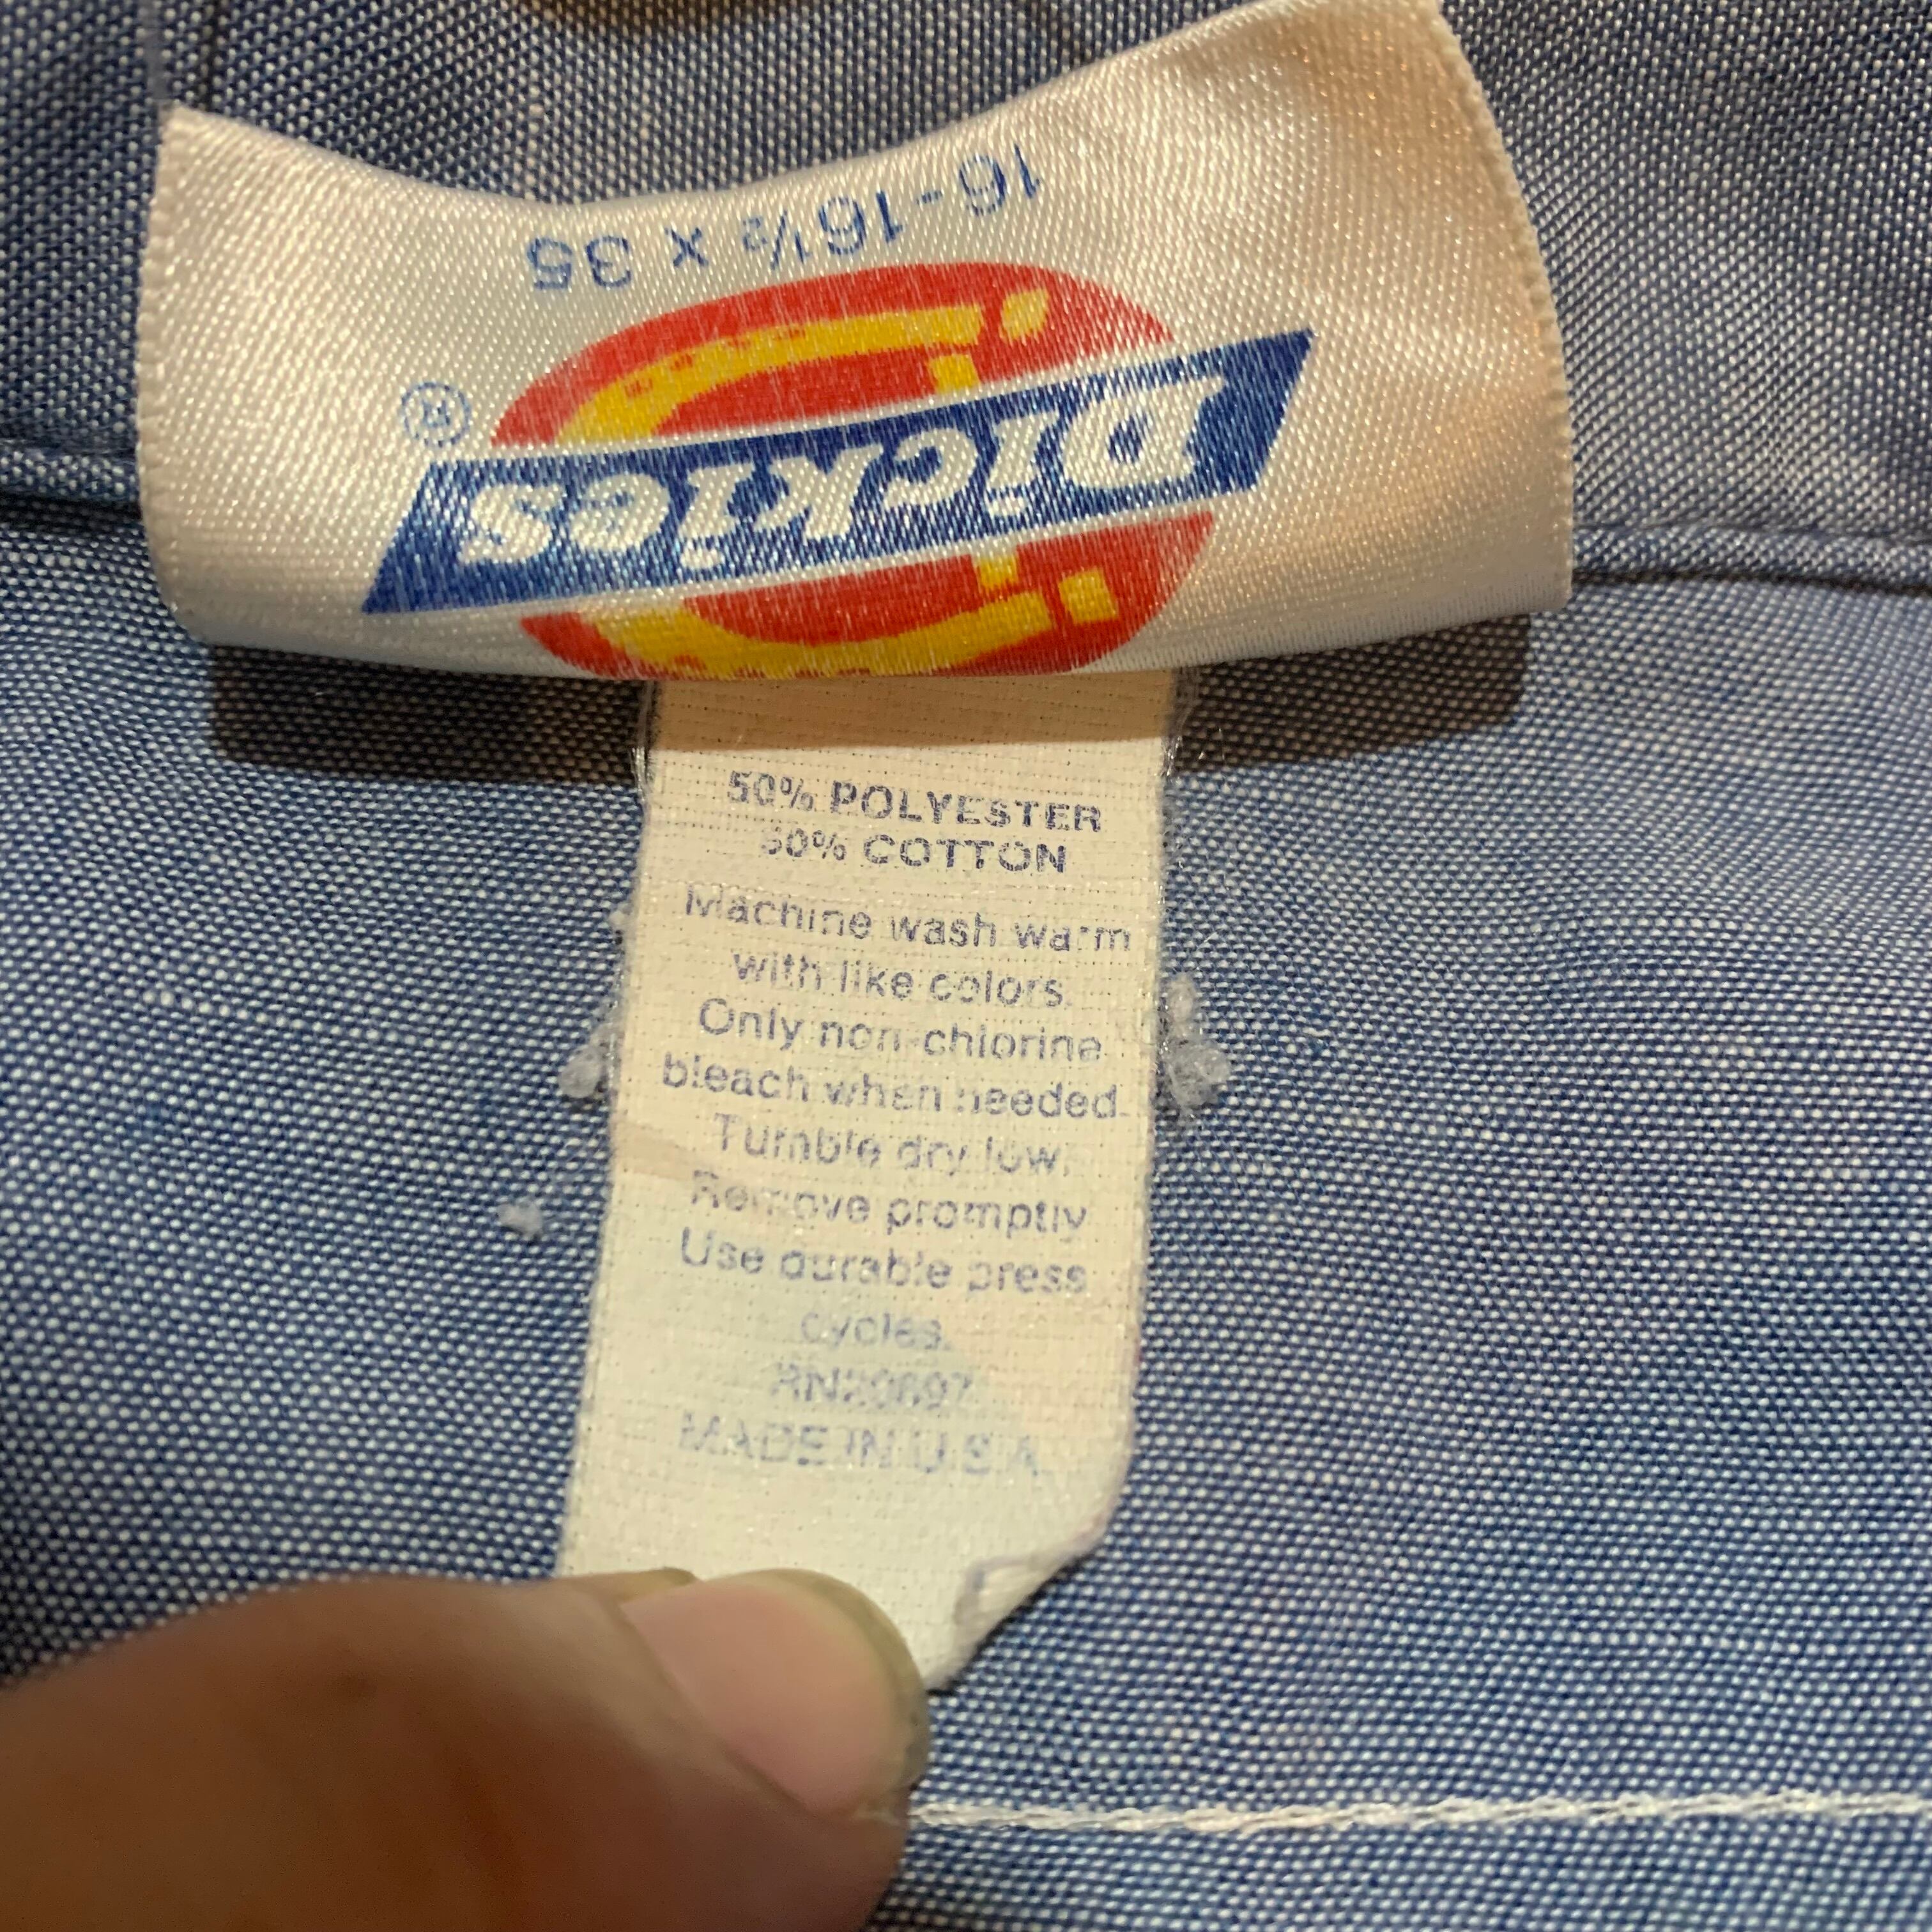 16-16½ x 35
Dickies
®
50% POLYESTER
50% COTTON
Machine wash warm
with like colors.
Only non-chlorine
bleach when needed.
Tumble dry low.
Remove promptly
Use durable press
cycles.
RN20697
MADE IN U.S.A.